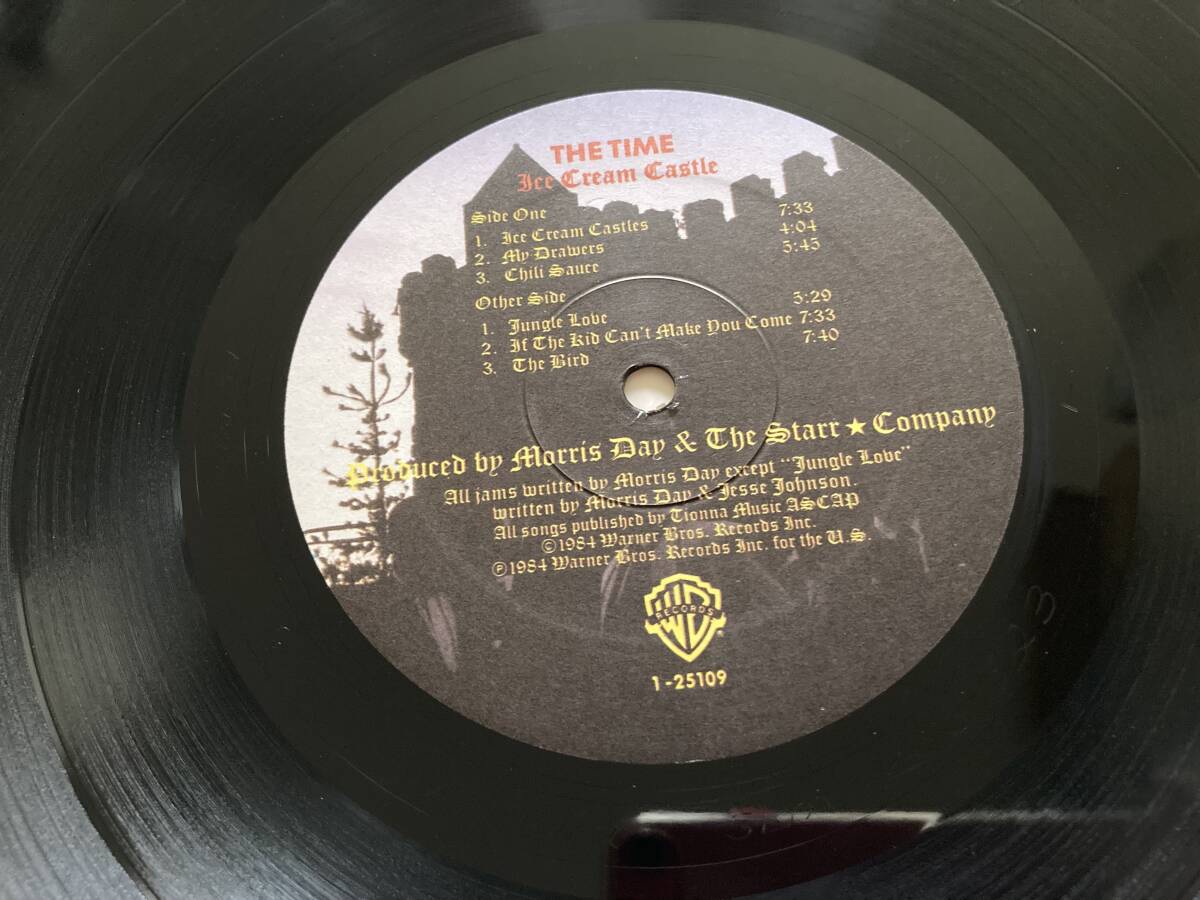 THE TIME
Ice Cream Castle
Side One
1. Ice Cream Castles 7:33
2. My Drawers 4:04
3. Chili Sauce 5:45
Other Side
1. Jungle Love 5:29
2. If The Kid Can't Make You Come 7:33
3. The Bird 7:40
Produced by Morris Day & The Starr ★ Company
All jams written by Morris Day except "Jungle Love"
written by Morris Day & Jesse Johnson.
All songs published by Tionna Music ASCAP
©1984 Warner Bros. Records Inc.
℗1984 Warner Bros. Records Inc. for the U.S.
WB
RECORDS
®
1-25109